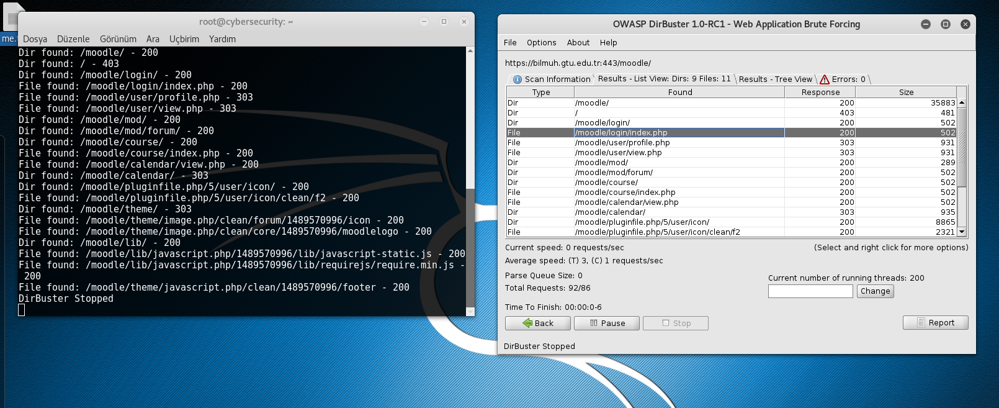 me.
root@cybersecurity: ~
Dosya Düzenle Görünüm Ara Uçbirim Yardım
Dir found: /moodle/ - 200
Dir found: / - 403
Dir found: /moodle/login/ - 200
File found: /moodle/login/index.php - 200
File found: /moodle/user/profile.php - 303
File found: /moodle/user/view.php - 303
Dir found: /moodle/mod/ - 200
Dir found: /moodle/mod/forum/ - 200
Dir found: /moodle/course/ - 200
File found: /moodle/course/index.php - 200
File found: /moodle/calendar/view.php - 200
Dir found: /moodle/calendar/ - 303
Dir found: /moodle/pluginfile.php/5/user/icon/ - 200
File found: /moodle/pluginfile.php/5/user/icon/clean/f2 - 200
Dir found: /moodle/theme/ - 303
File found: /moodle/theme/image.php/clean/forum/1489570996/icon - 200
File found: /moodle/theme/image.php/clean/core/1489570996/moodlelogo - 200
Dir found: /moodle/lib/ - 200
File found: /moodle/lib/javascript.php/1489570996/lib/javascript-static.js - 200
File found: /moodle/lib/javascript.php/1489570996/lib/requirejs/require.min.js -
200
File found: /moodle/theme/javascript.php/clean/1489570996/footer - 200
DirBuster Stopped
OWASP DirBuster 1.0-RC1 - Web Application Brute Forcing
File Options About Help
https://bilmuh.gtu.edu.tr:443/moodle/
Scan Information Results - List View: Dirs: 9 Files: 11 Results - Tree View Errors: 0
Type Found Response Size
Dir /moodle/ 200 35883
Dir / 403 481
Dir /moodle/login/ 200 502
File /moodle/login/index.php 200 502
File /moodle/user/profile.php 303 931
File /moodle/user/view.php 303 931
Dir /moodle/mod/ 200 289
Dir /moodle/mod/forum/ 200 502
Dir /moodle/course/ 200 502
File /moodle/course/index.php 200 502
File /moodle/calendar/view.php 200 502
Dir /moodle/calendar/ 303 935
Dir /moodle/pluginfile.php/5/user/icon/ 200 8865
File /moodle/pluginfile.php/5/user/icon/clean/f2 200 2321
Current speed: 0 requests/sec (Select and right click for more options)
Average speed: (T) 3, (C) 1 requests/sec
Parse Queue Size: 0
Current number of running threads: 200
Total Requests: 92/86
Change
Time To Finish: 00:00:0-6
Back Pause Stop Report
DirBuster Stopped